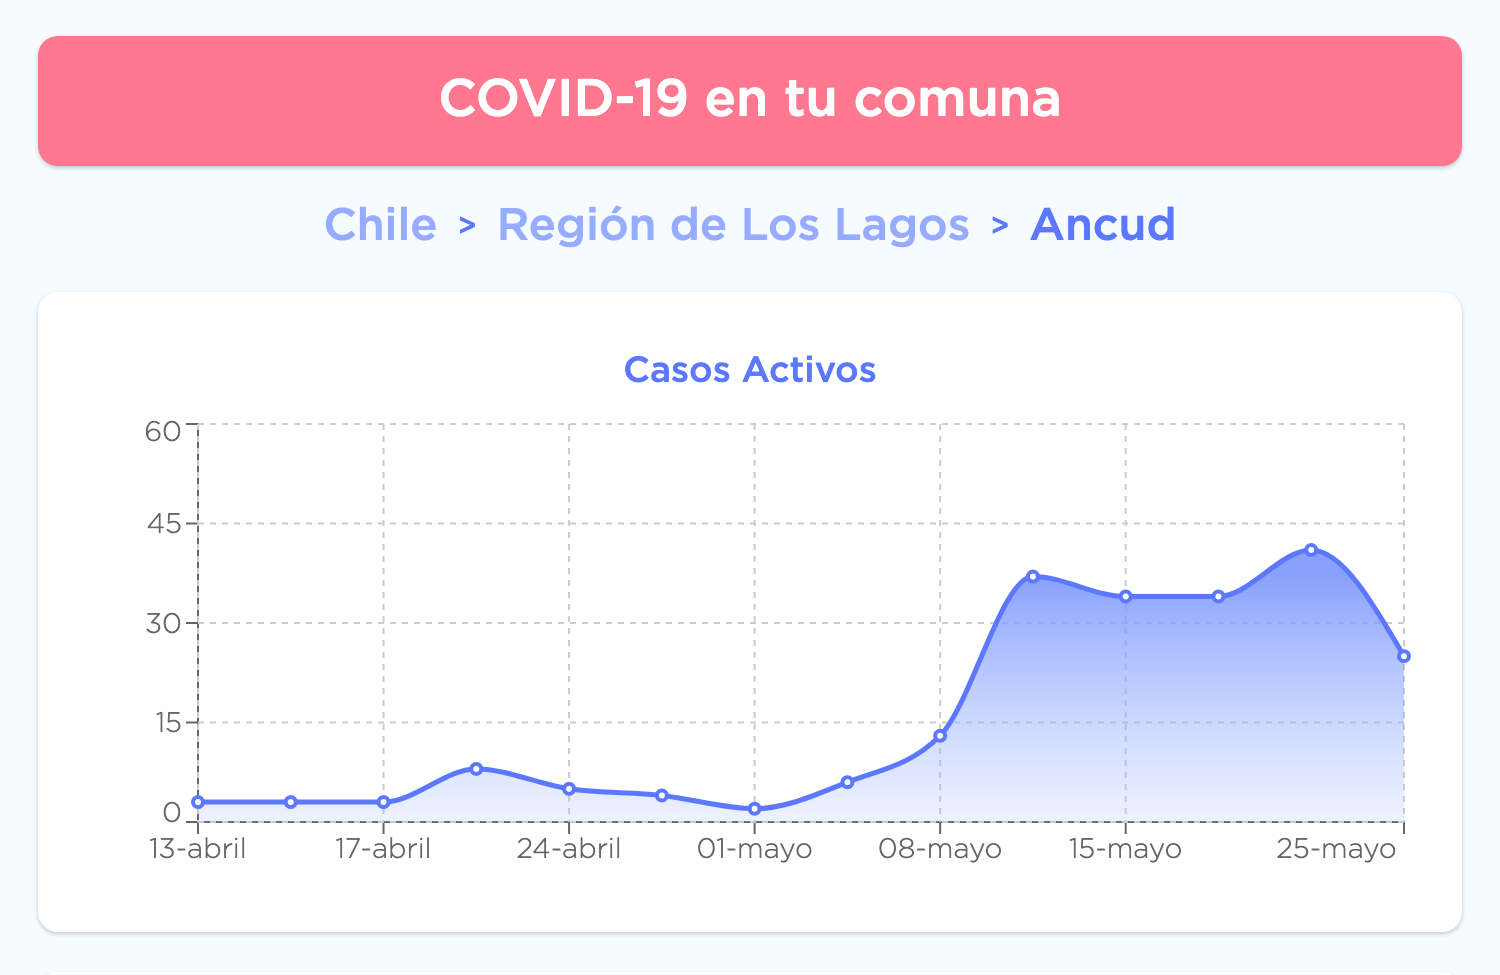 COVID-19 en tu comuna
Chile > Región de Los Lagos > Ancud
Casos Activos
60
45
30
15
0
13-abril 17-abril 24-abril 01-mayo 08-mayo 15-mayo 25-mayo